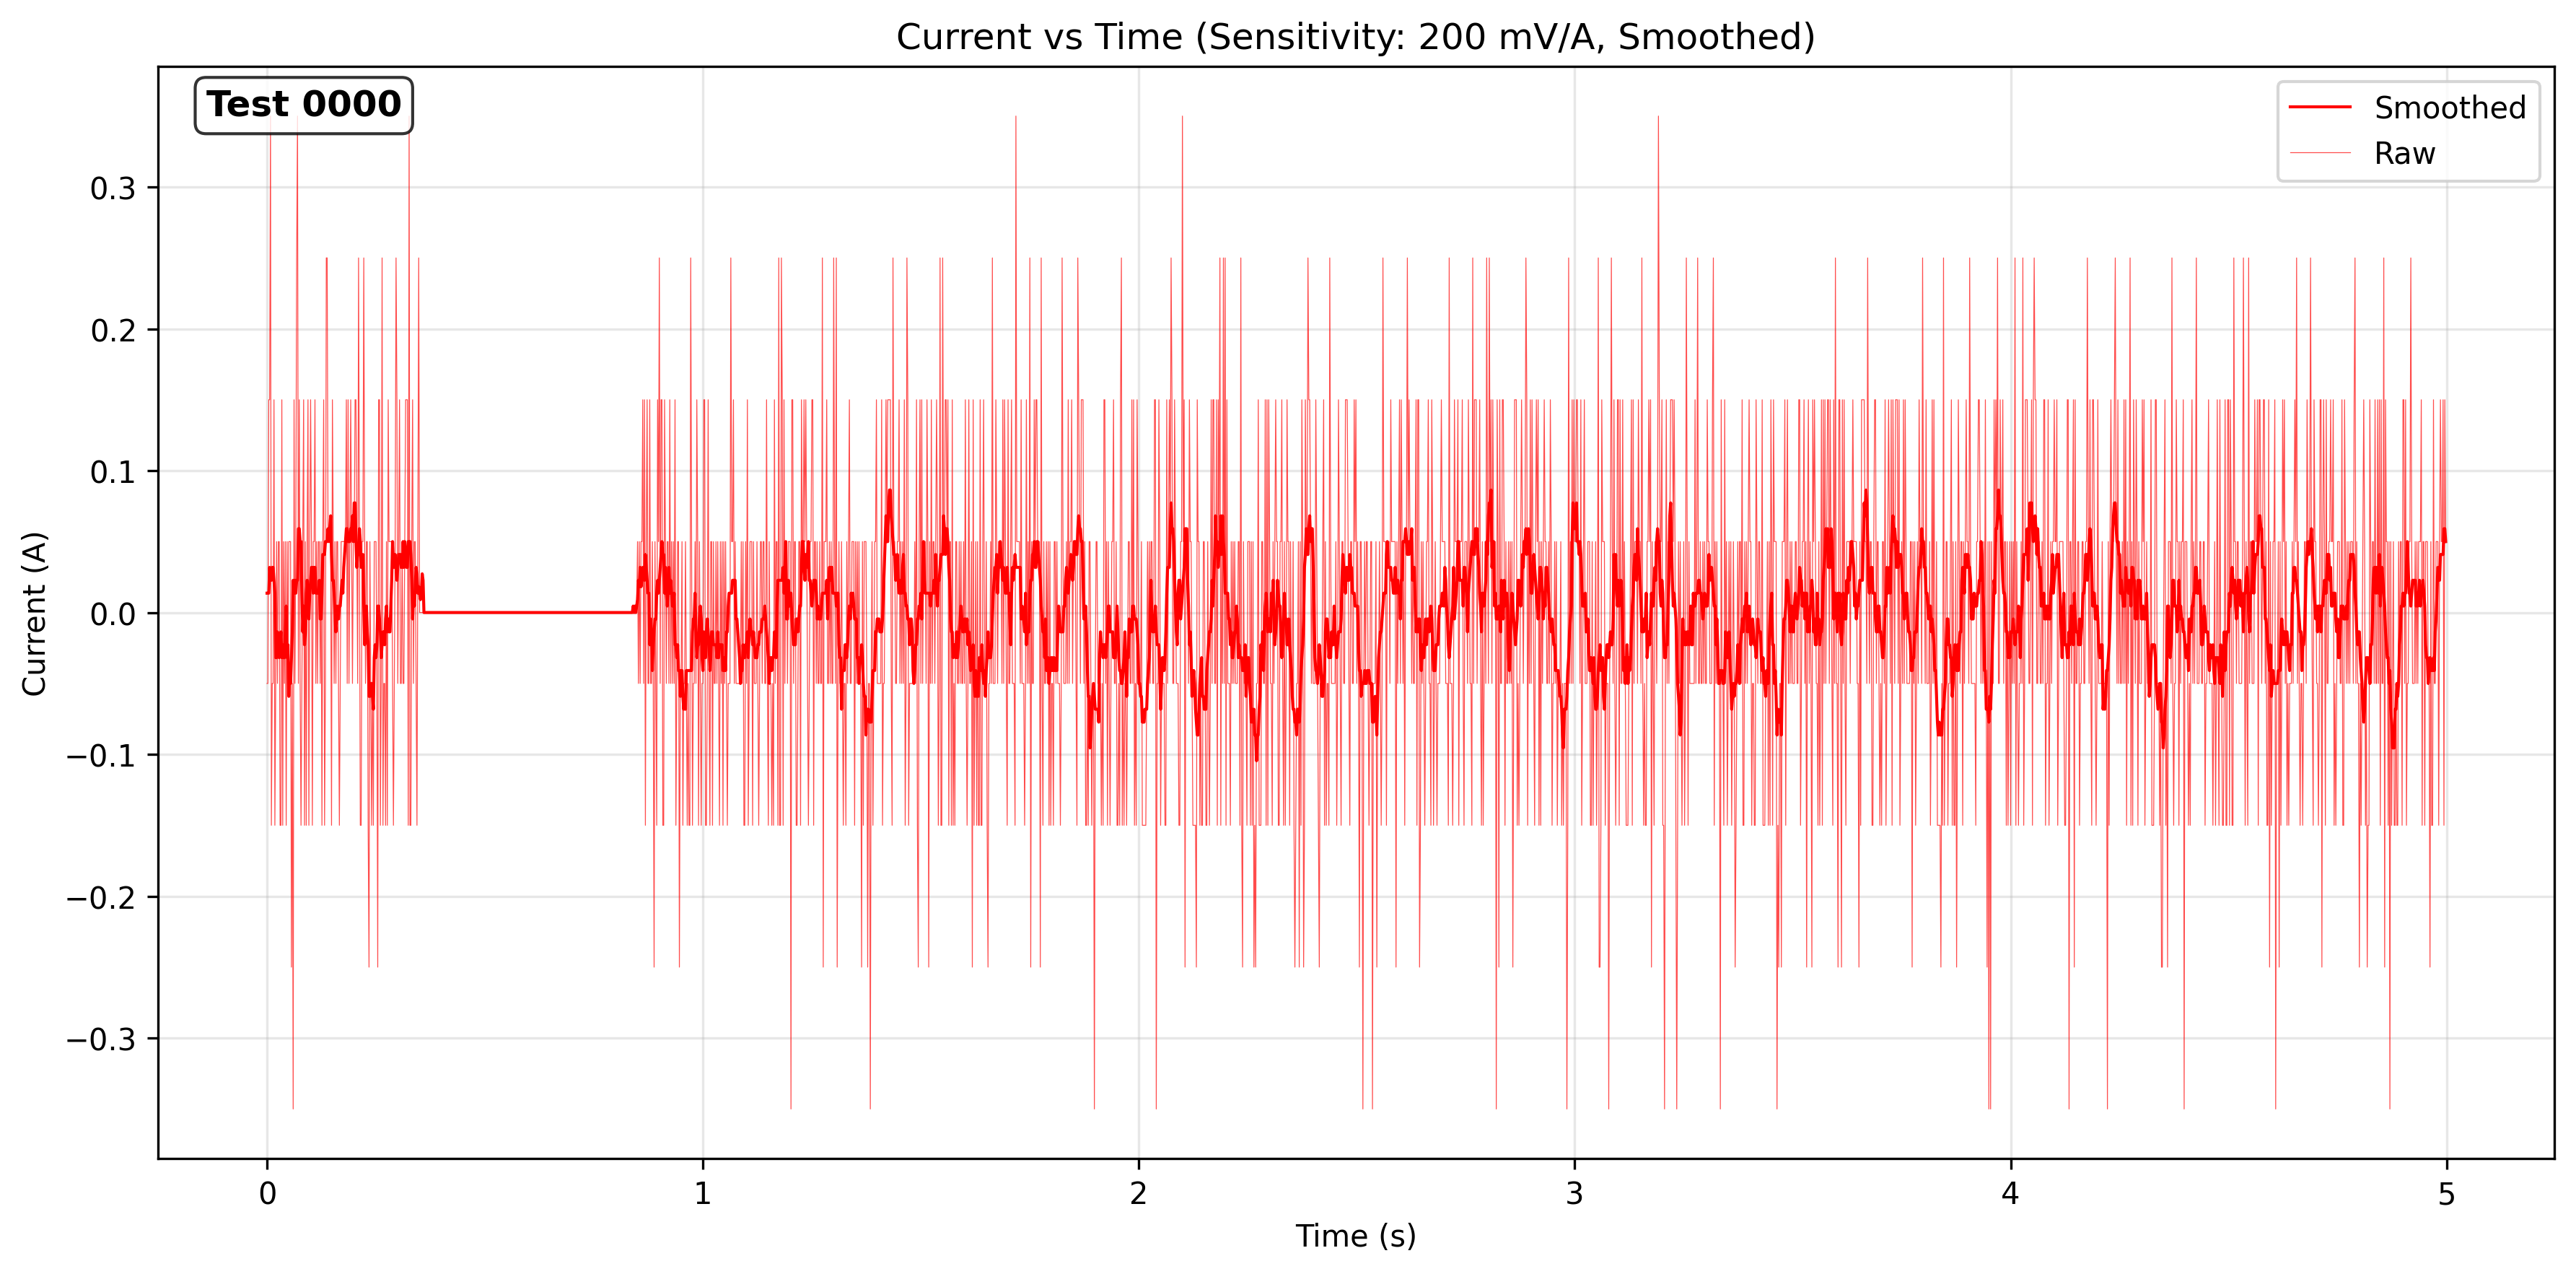 Current vs Time (Sensitivity: 200 mV/A, Smoothed)
Test 0000
Smoothed
Raw
0.3
0.2
0.1
0.0
−0.1
−0.2
−0.3
Current (A)
0 1 2 3 4 5
Time (s)